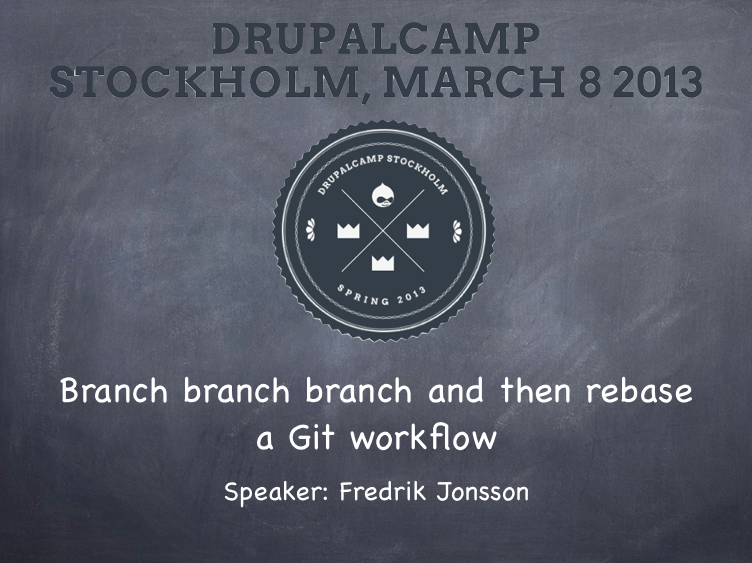 DRUPALCAMP
STOCKHOLM, MARCH 8 2013
DRUPALCAMP STOCKHOLM
SPRING 2013
Branch branch branch and then rebase
a Git workflow
Speaker: Fredrik Jonsson